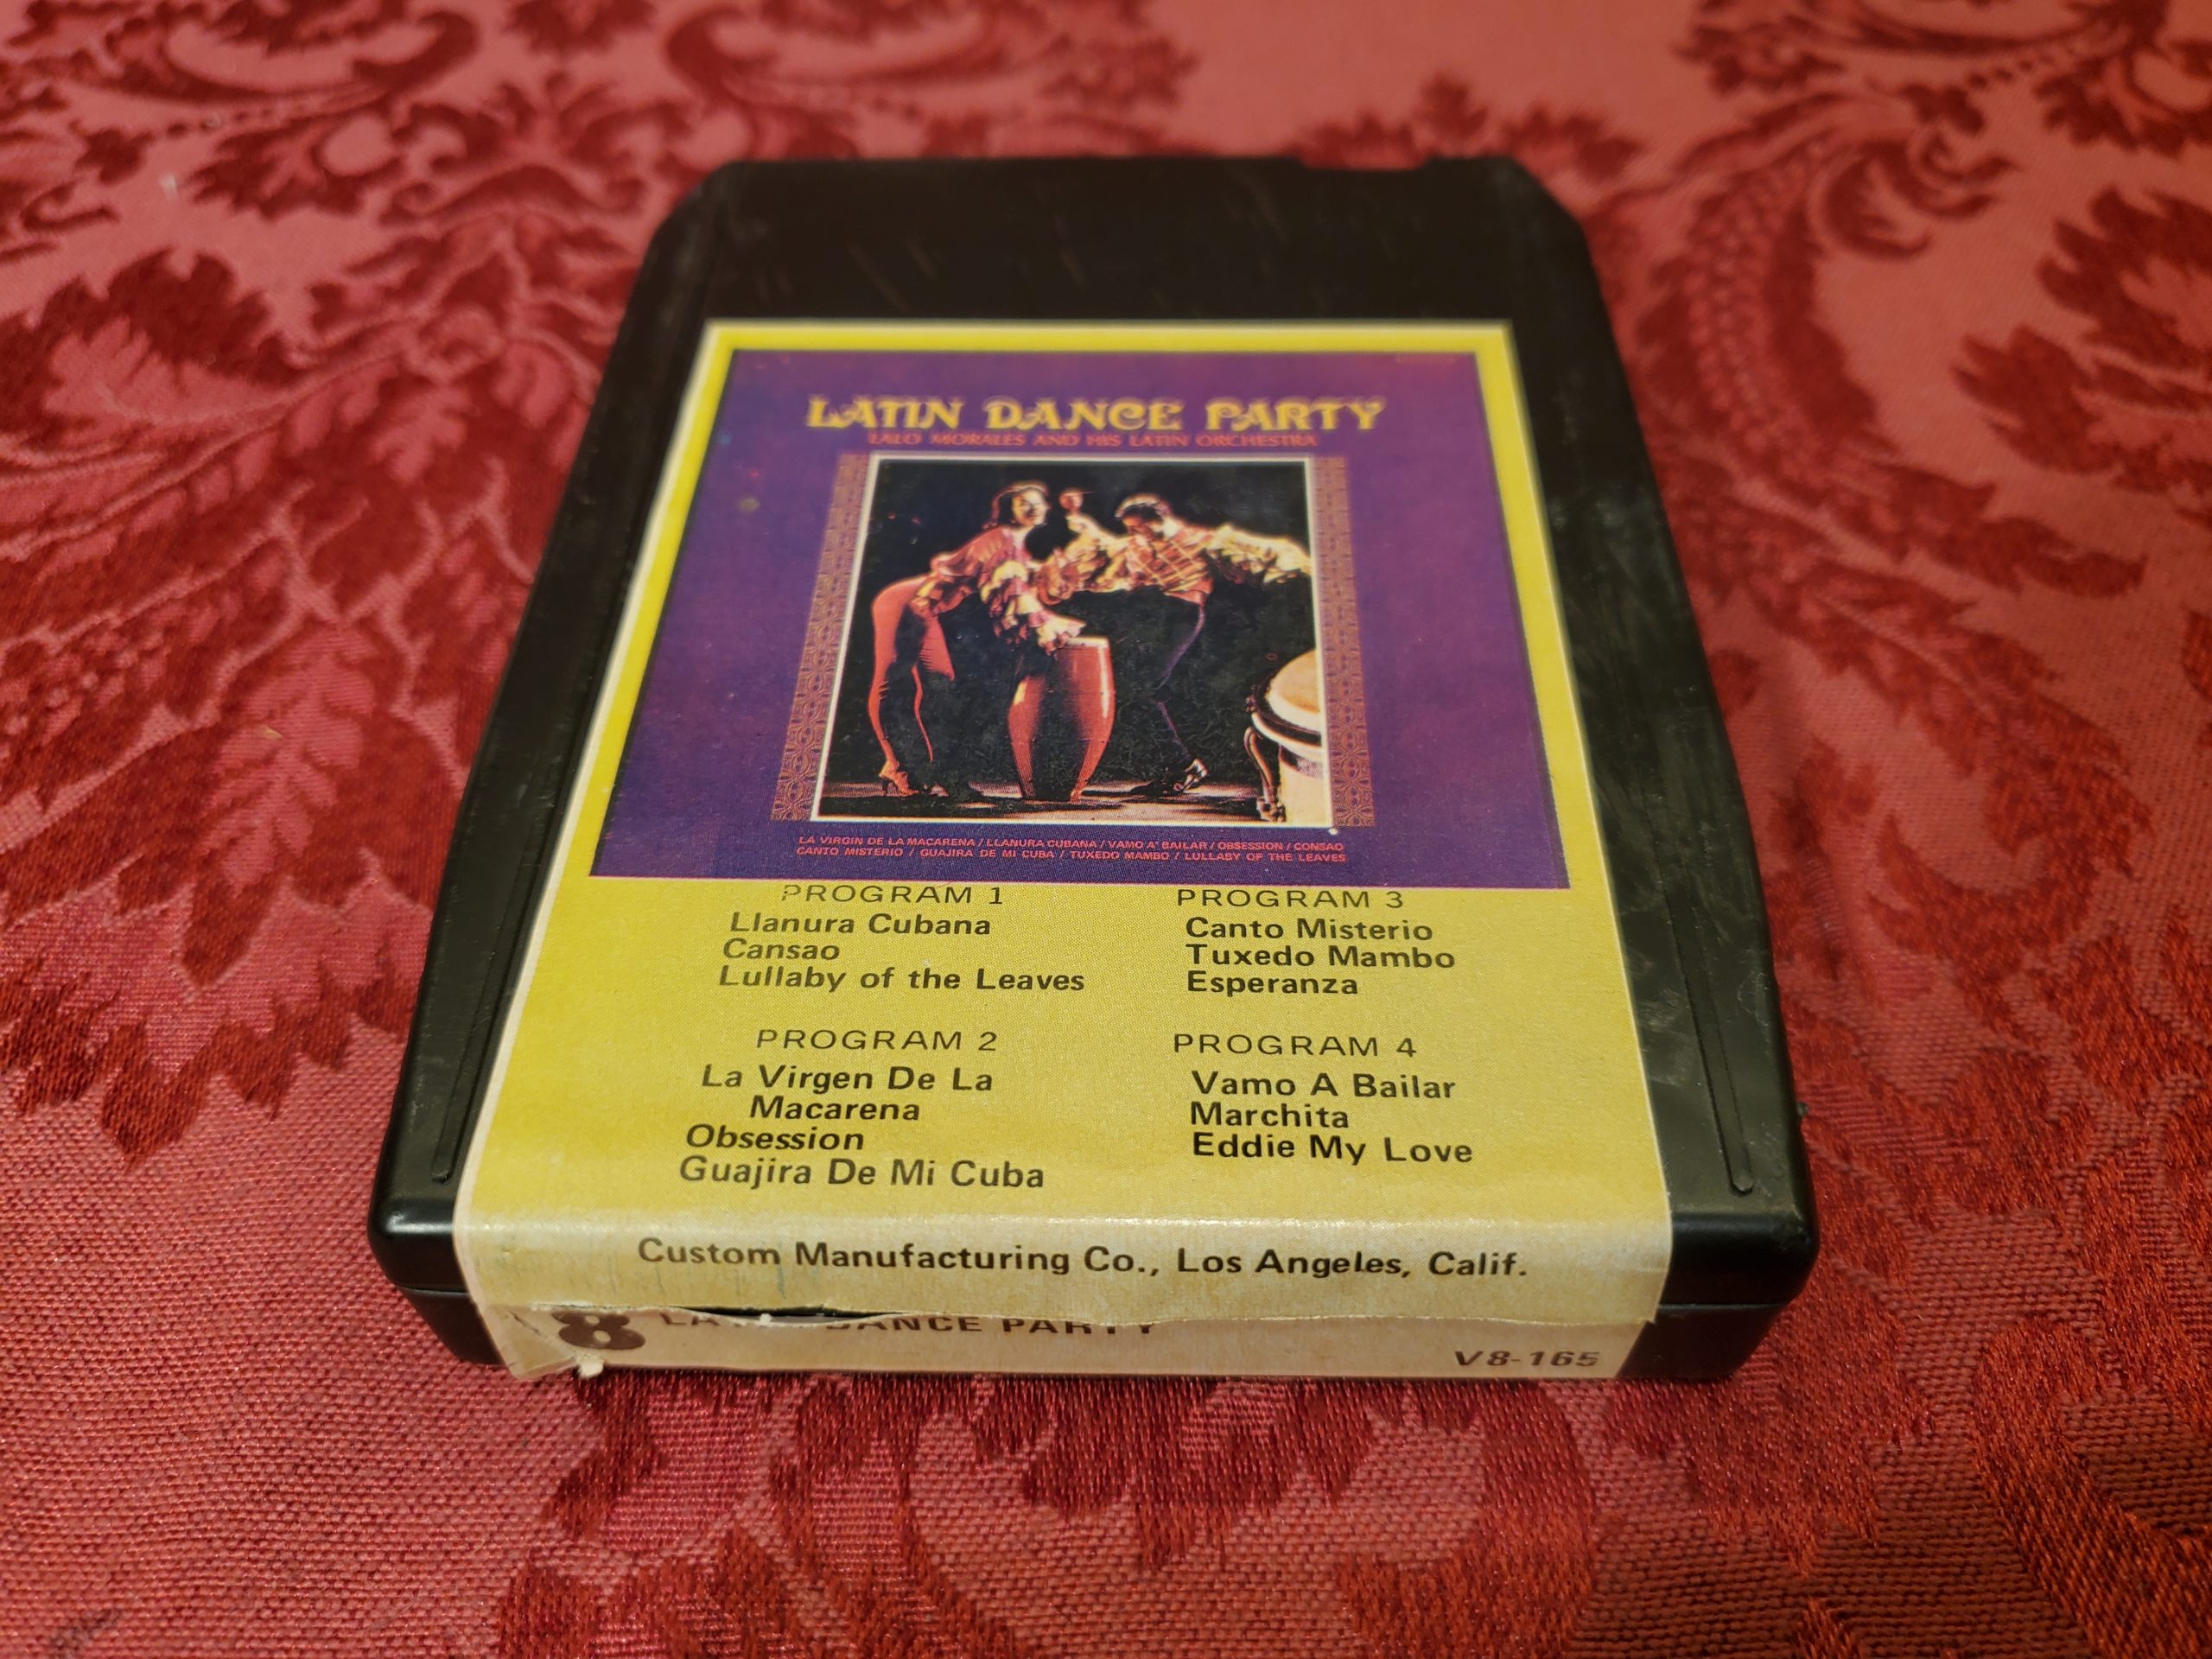 LATIN DANCE PARTY
LALO MORALES AND HIS LATIN ORCHESTRA
LA VIRGIN DE LA MACARENA / LLANURA CUBANA / VAMO A' BAILAR / OBSESSION / CONSAO
CANTO MISTERIO / GUAJIRA DE MI CUBA / TUXEDO MAMBO / LULLABY OF THE LEAVES
PROGRAM 1
Llanura Cubana
Cansao
Lullaby of the Leaves
PROGRAM 2
La Virgen De La
Macarena
Obsession
Guajira De Mi Cuba
PROGRAM 3
Canto Misterio
Tuxedo Mambo
Esperanza
PROGRAM 4
Vamo A Bailar
Marchita
Eddie My Love
Custom Manufacturing Co., Los Angeles, Calif.
8 LATIN DANCE PARTY
V8-165